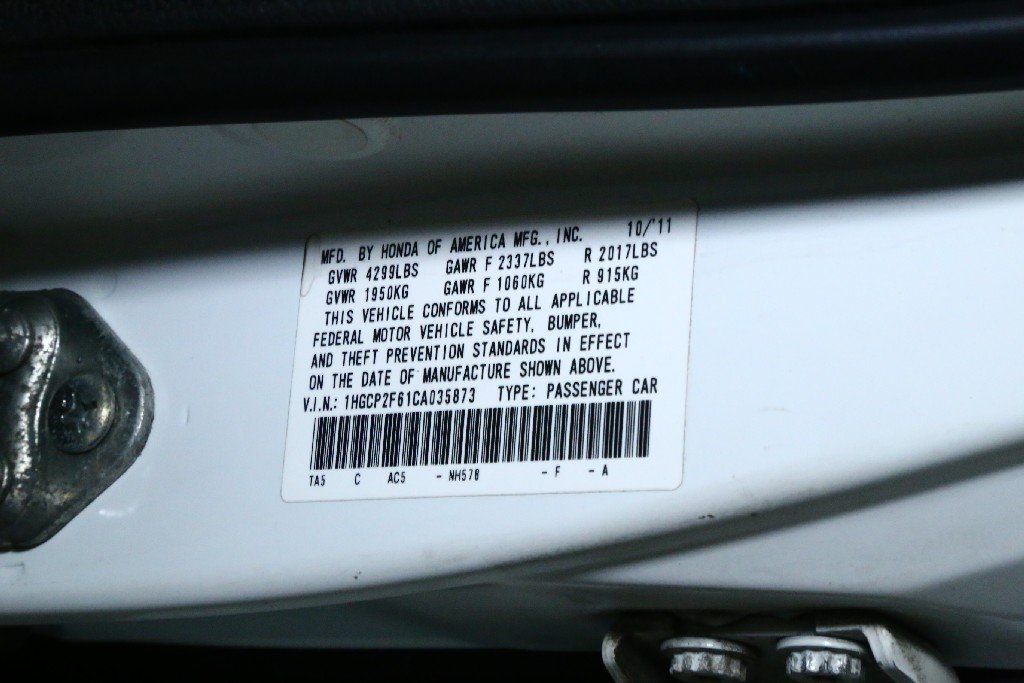 MFD. BY HONDA OF AMERICA MFG., INC. 10/'11
GVWR 4299LBS GAWR F 2337LBS R 2017LBS
GVWR 1950KG GAWR F 1060KG R 915KG
THIS VEHICLE CONFORMS TO ALL APPLICABLE
FEDERAL MOTOR VEHICLE SAFETY, BUMPER,
AND THEFT PREVENTION STANDARDS IN EFFECT
ON THE DATE OF MANUFACTURE SHOWN ABOVE.
V.I.N.: 1HGCP2F61CA035873 TYPE: PASSENGER CAR
TA5 C AC5 - NH578 - F - A